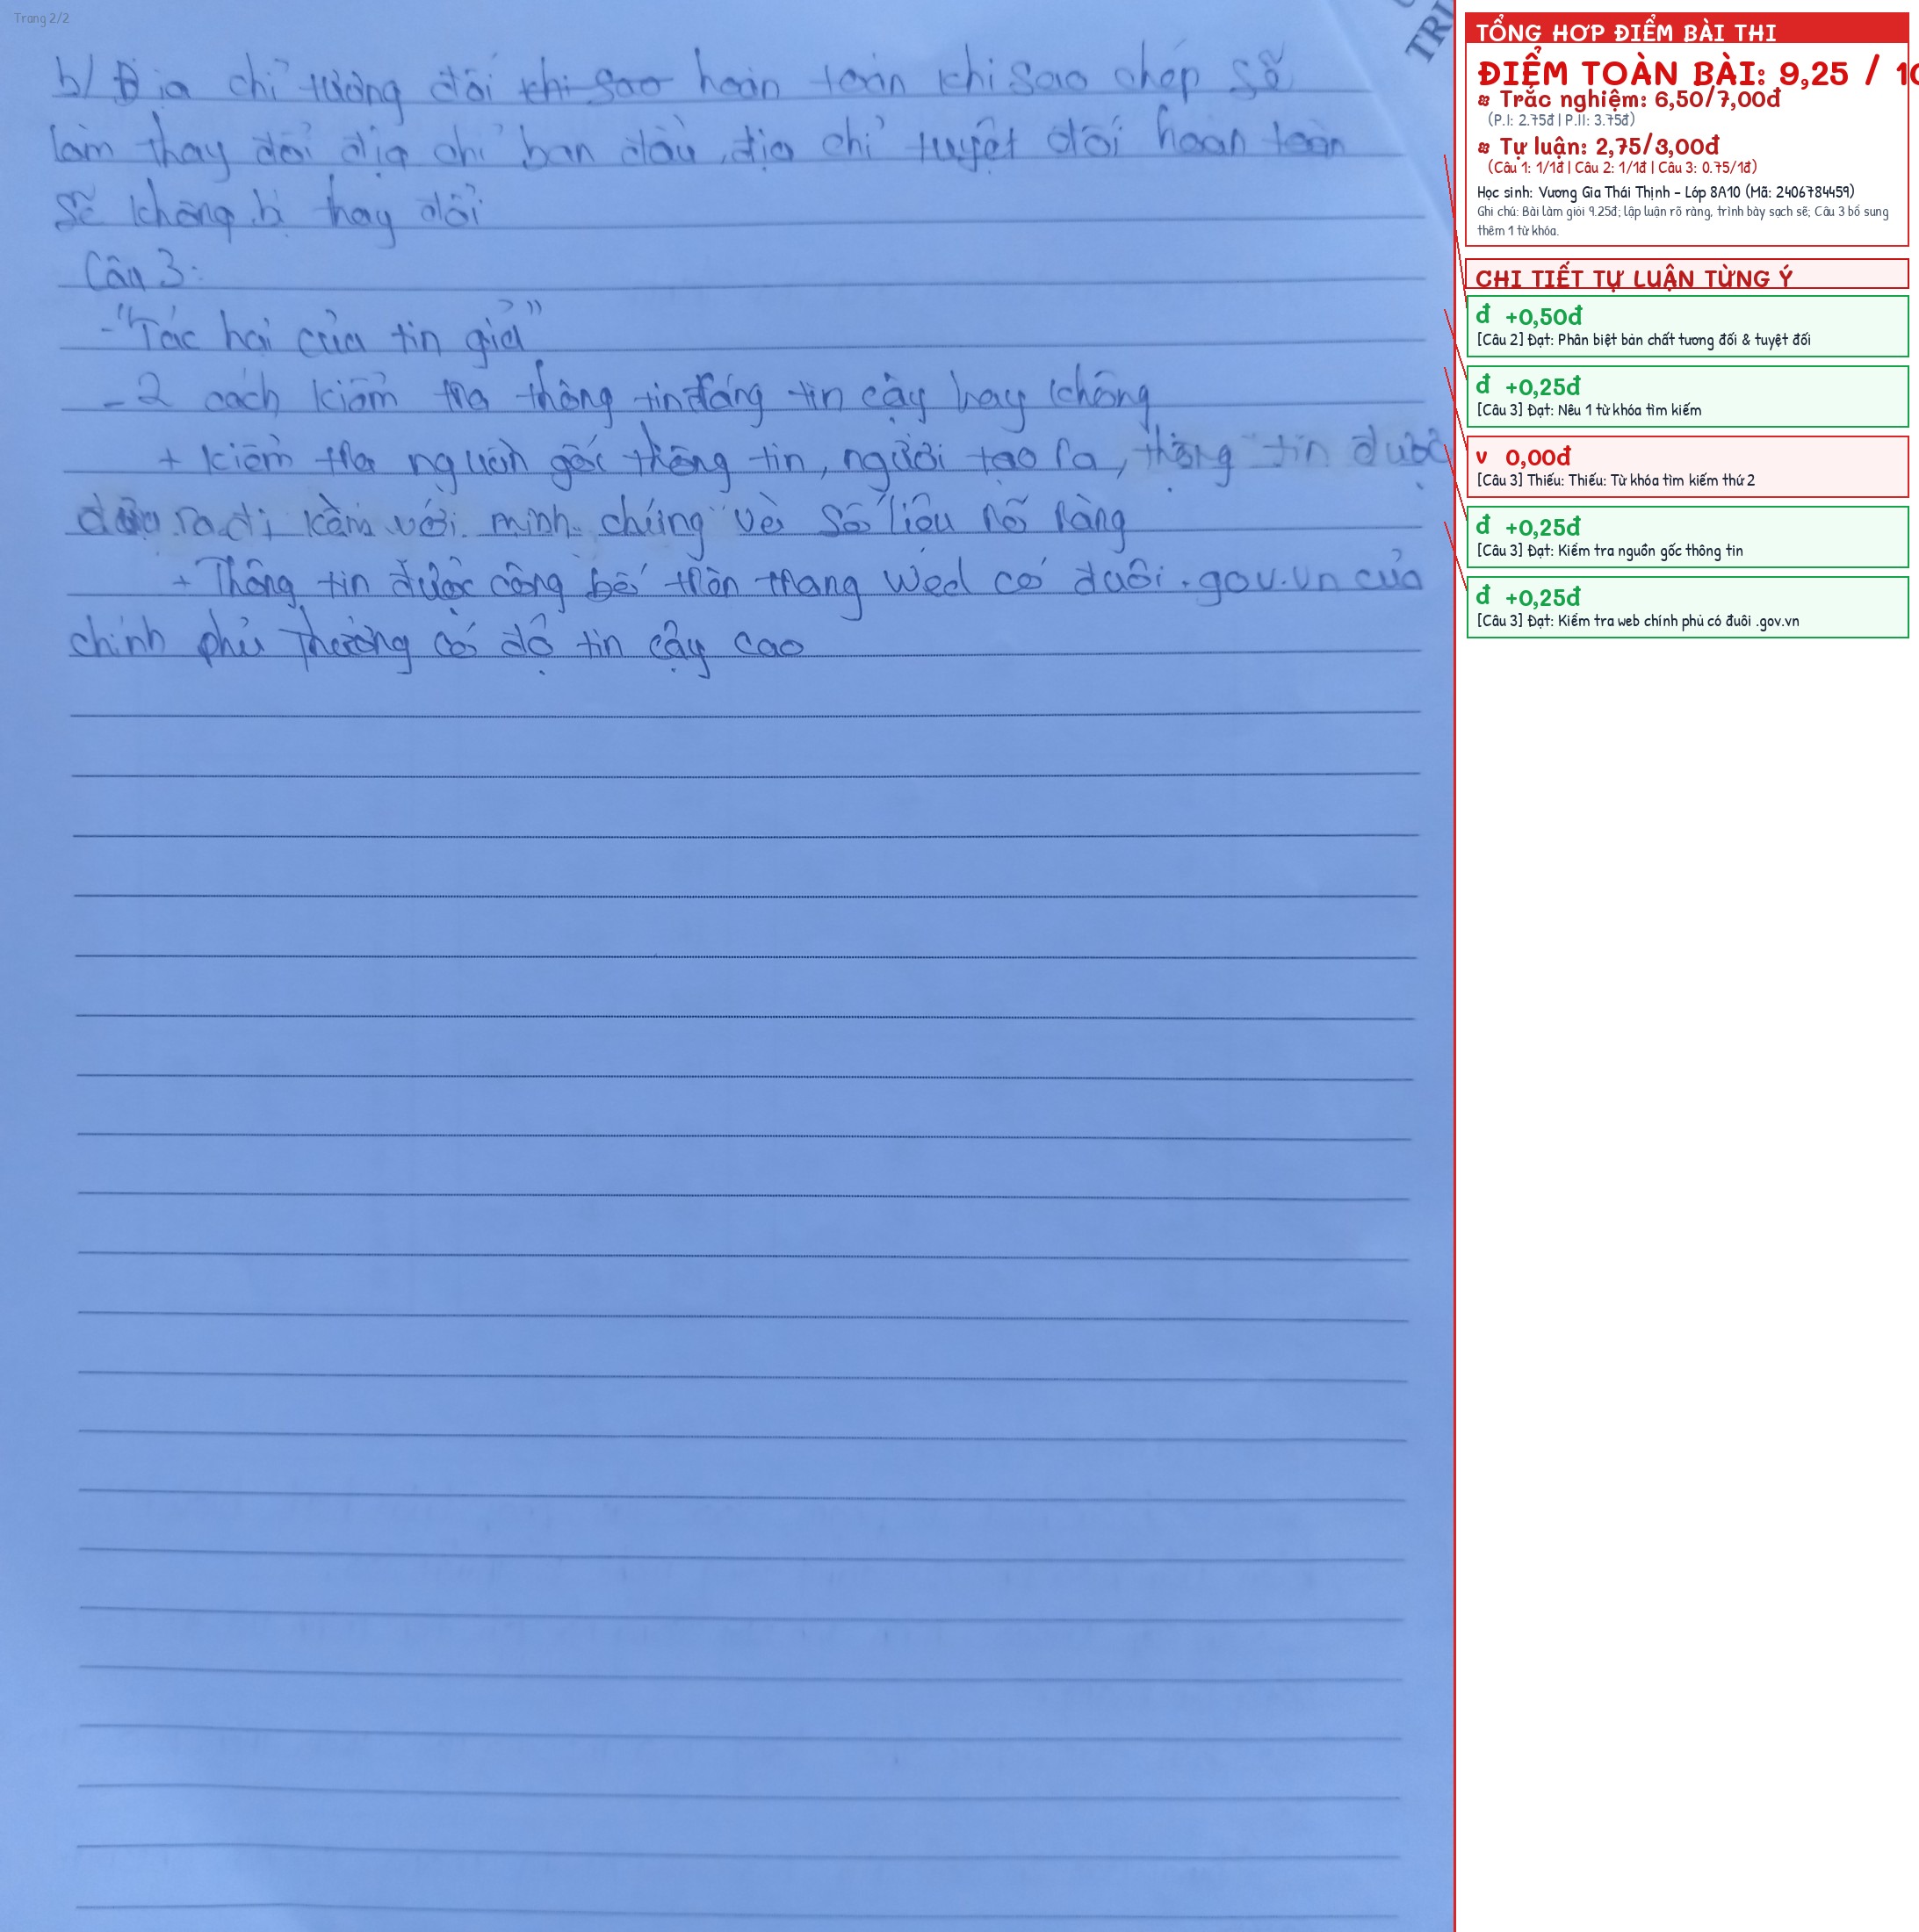 Trang 2/2
TRI
b/ Địa chỉ tương đối khi sao hoàn toàn khi sao chép sẽ
làm thay đổi địa chỉ ban đầu, địa chỉ tuyệt đối hoàn toàn
sẽ không bị thay đổi
Câu 3:
- "Tác hại của tin giả"
- 2 cách kiểm tra thông tin đáng tin cậy hay không
+ kiểm tra nguồn gốc thông tin, người tạo ra, thông tin được
đưa ra đi kèm với minh chứng về số liệu rõ ràng
+ Thông tin được công bố trên trang Wed có đuôi .gov.vn của
chính phủ Thường có độ tin cậy cao
TỔNG HỢP ĐIỂM BÀI THI
ĐIỂM TOÀN BÀI: 9,25 / 10
Trắc nghiệm: 6,50/7,00đ
(P.I: 2.75đ | P.II: 3.75đ)
Tự luận: 2,75/3,00đ
(Câu 1: 1/1đ | Câu 2: 1/1đ | Câu 3: 0.75/1đ)
Học sinh: Vương Gia Thái Thịnh - Lớp 8A10 (Mã: 2406784459)
Ghi chú: Bài làm giỏi 9.25đ; lập luận rõ ràng, trình bày sạch sẽ; Câu 3 bổ sung
thêm 1 từ khóa.
CHI TIẾT TỰ LUẬN TỪNG Ý
đ +0,50đ
[Câu 2] Đạt: Phân biệt bản chất tương đối & tuyệt đối
đ +0,25đ
[Câu 3] Đạt: Nêu 1 từ khóa tìm kiếm
v 0,00đ
[Câu 3] Thiếu: Thiếu: Từ khóa tìm kiếm thứ 2
đ +0,25đ
[Câu 3] Đạt: Kiểm tra nguồn gốc thông tin
đ +0,25đ
[Câu 3] Đạt: Kiểm tra web chính phủ có đuôi .gov.vn